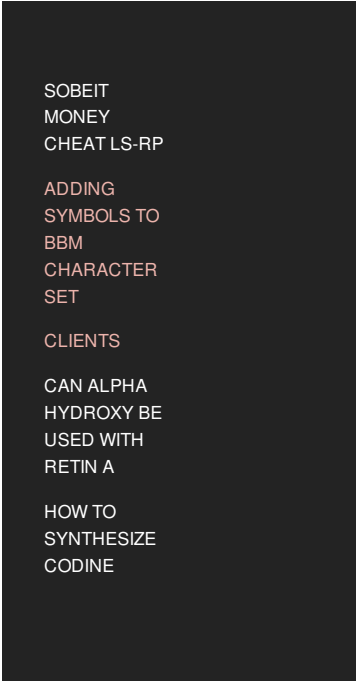 SOBEIT
MONEY
CHEAT LS-RP
ADDING
SYMBOLS TO
BBM
CHARACTER
SET
CLIENTS
CAN ALPHA
HYDROXY BE
USED WITH
RETIN A
HOW TO
SYNTHESIZE
CODINE